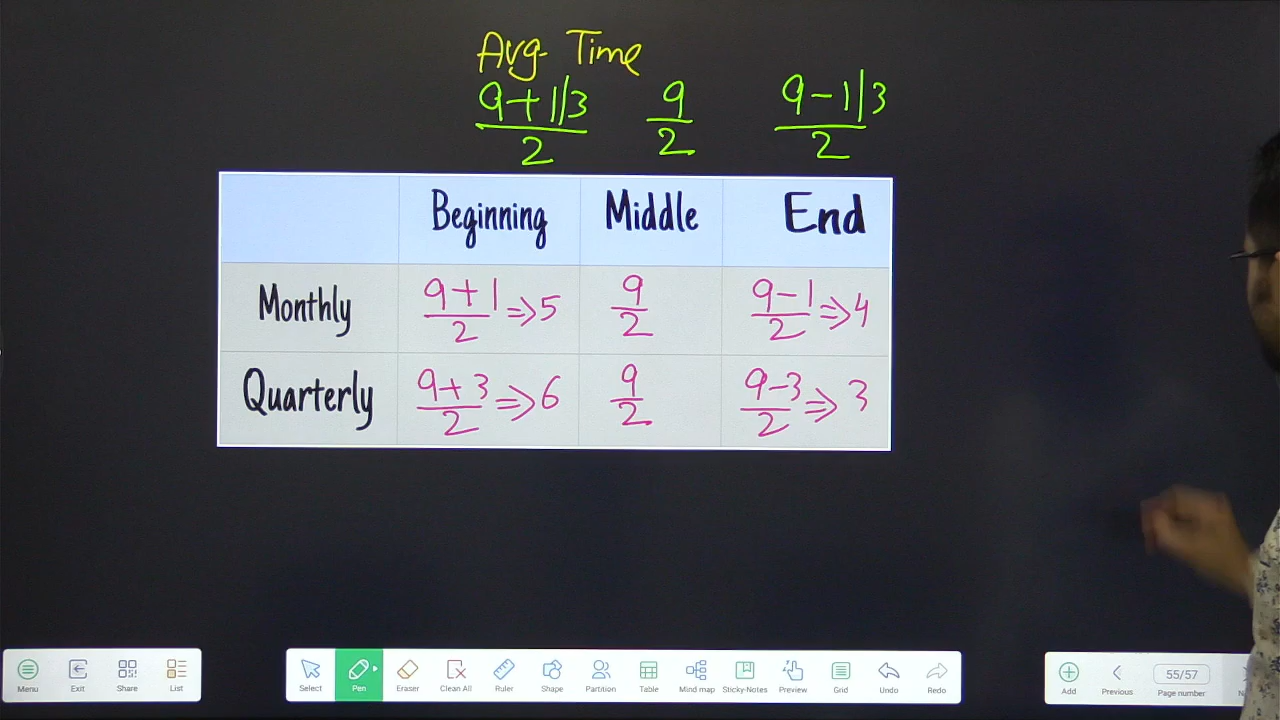 Avg. Time
9+1|3 / 2 9/2 9-1|3 / 2
Beginning Middle End
Monthly 9+1/2 ⇒ 5 9/2 9-1/2 ⇒ 4
Quarterly 9+3/2 ⇒ 6 9/2 9-3/2 ⇒ 3
Menu Exit Share List Select Pen Eraser Clean All Ruler Shape Partition Table Mind map Sticky-Notes Preview Grid Undo Redo Add Previous 55/57 Page number